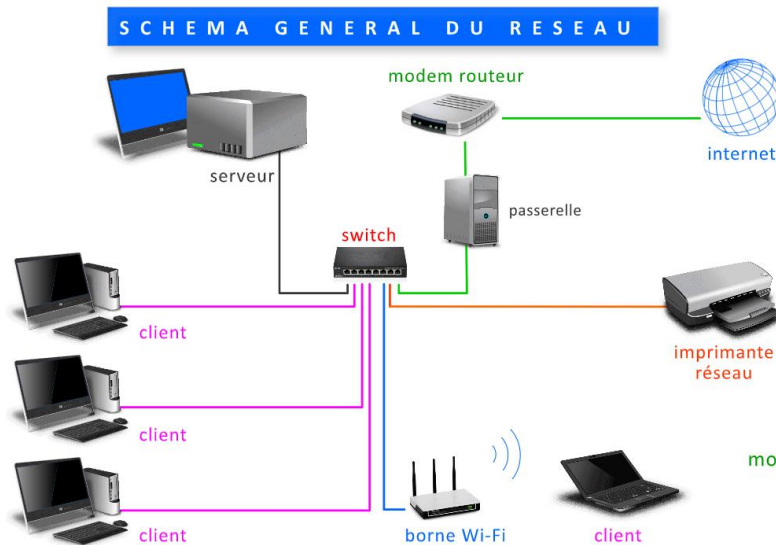 SCHEMA GENERAL DU RESEAU
modem routeur
internet
serveur
passerelle
switch
client
imprimante
réseau
client
client
borne Wi-Fi
client
mo